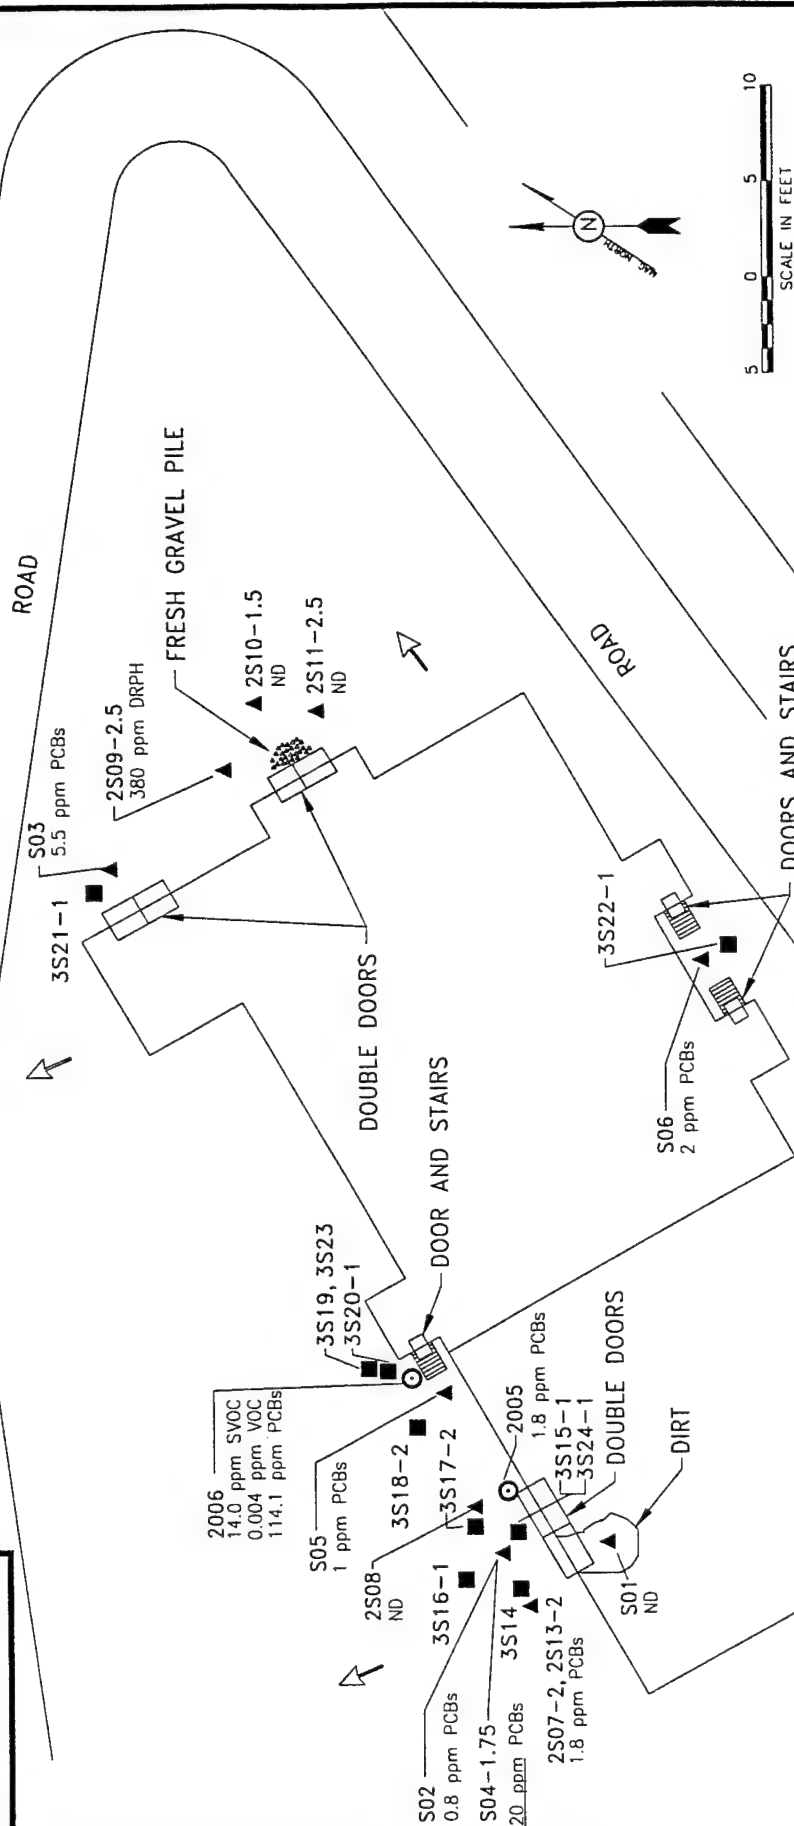 ROAD
S03
5.5 ppm PCBs
3S21-1
2S09-2.5
380 ppm DRPH
FRESH GRAVEL PILE
2S10-1.5
ND
2S11-2.5
ND
N
MAG NORTH
5 0 5 10
SCALE IN FEET
ROAD
DOUBLE DOORS
3S22-1
DOORS AND STAIRS
S06
2 ppm PCBs
DOOR AND STAIRS
3S19, 3S23
3S20-1
2006
14.0 ppm SVOC
0.004 ppm VOC
114.1 ppm PCBs
S05
1 ppm PCBs
3S18-2
3S17-2
2S08
ND
2005
1.8 ppm PCBs
3S15-1
3S24-1
DOUBLE DOORS
DIRT
3S16-1
3S14
S01
ND
2S07-2, 2S13-2
1.8 ppm PCBs
S02
0.8 ppm PCBs
S04-1.75
20 ppm PCBs